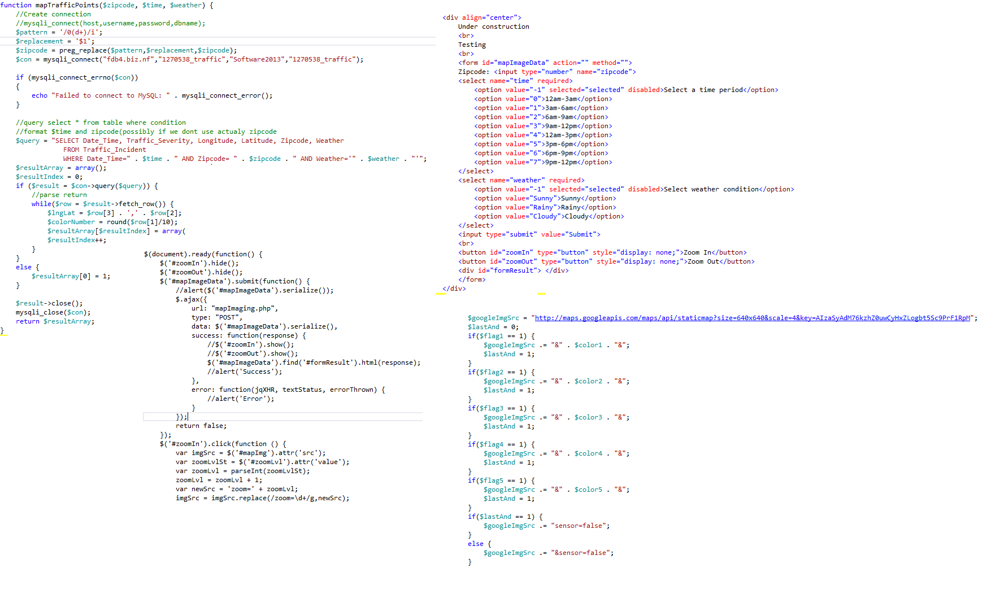 function mapTrafficPoints($zipcode, $time, $weather) {
//Create connection
//mysqli_connect(host,username,password,dbname);
$pattern = '/0(d+)/i';
$replacement = '$1';
$zipcode = preg_replace($pattern,$replacement,$zipcode);
$con = mysqli_connect("fdb4.biz.nf","1270538_traffic","Software2013","1270538_traffic");
if (mysqli_connect_errno($con))
{
echo "Failed to connect to MySQL: " . mysqli_connect_error();
}
//query select * from table where condition
//format $time and zipcode(possibly if we dont use actualy zipcode
$query = "SELECT Date_Time, Traffic_Severity, Longitude, Latitude, Zipcode, Weather
FROM Traffic_Incident
WHERE Date_Time=" . $time . " AND Zipcode= " . $zipcode . " AND Weather='" . $weather . "'";
$resultArray = array();
$resultIndex = 0;
if ($result = $con->query($query)) {
//parse return
while($row = $result->fetch_row()) {
$lngLat = $row[3] . ',' . $row[2];
$colorNumber = round($row[1]/10);
$resultArray[$resultIndex] = array(
$resultIndex++;
}
}
else {
$resultArray[0] = 1;
}
$result->close();
mysqli_close($con);
return $resultArray;
}
$(document).ready(function() {
$('#zoomIn').hide();
$('#zoomOut').hide();
$('#mapImageData').submit(function() {
//alert($('#mapImageData').serialize());
$.ajax({
url: "mapImaging.php",
type: "POST",
data: $('#mapImageData').serialize(),
success: function(response) {
//$('#zoomIn').show();
//$('#zoomOut').show();
$('#mapImageData').find('#formResult').html(response);
//alert('Success');
},
error: function(jqXHR, textStatus, errorThrown) {
//alert('Error');
}
});
return false;
});
$('#zoomIn').click(function () {
var imgSrc = $('#mapImg').attr('src');
var zoomLvlSt = $('#zoomLvl').attr('value');
var zoomLvl = parseInt(zoomLvlSt);
zoomLvl = zoomLvl + 1;
var newSrc = 'zoom=' + zoomLvl;
imgSrc = imgSrc.replace(/zoom=\d+/g,newSrc);
<div align="center">
Under construction
<br>
Testing
<br>
<form id="mapImageData" action="" method="">
Zipcode: <input type="number" name="zipcode">
<select name="time" required>
<option value="-1" selected="selected" disabled>Select a time period</option>
<option value="0">12am-3am</option>
<option value="1">3am-6am</option>
<option value="2">6am-9am</option>
<option value="3">9am-12pm</option>
<option value="4">12am-3pm</option>
<option value="5">3pm-6pm</option>
<option value="6">6pm-9pm</option>
<option value="7">9pm-12pm</option>
</select>
<select name="weather" required>
<option value="-1" selected="selected" disabled>Select weather condition</option>
<option value="Sunny">Sunny</option>
<option value="Rainy">Rainy</option>
<option value="Cloudy">Cloudy</option>
</select>
<input type="submit" value="Submit">
<br>
<button id="zoomIn" type="button" style="display: none;">Zoom In</button>
<button id="zoomOut" type="button" style="display: none;">Zoom Out</button>
<div id="formResult"> </div>
</form>
</div>
$googleImgSrc = "http://maps.googleapis.com/maps/api/staticmap?size=640x640&scale=4&key=AIzaSyAdM76kzhZ0uwCyHxZLogbt5Sc9PrF1RpM";
$lastAnd = 0;
if($flag1 == 1) {
$googleImgSrc .= "&" . $color1 . "&";
$lastAnd = 1;
}
if($flag2 == 1) {
$googleImgSrc .= "&" . $color2 . "&";
$lastAnd = 1;
}
if($flag3 == 1) {
$googleImgSrc .= "&" . $color3 . "&";
$lastAnd = 1;
}
if($flag4 == 1) {
$googleImgSrc .= "&" . $color4 . "&";
$lastAnd = 1;
}
if($flag5 == 1) {
$googleImgSrc .= "&" . $color5 . "&";
$lastAnd = 1;
}
if($lastAnd == 1) {
$googleImgSrc .= "sensor=false";
}
else {
$googleImgSrc .= "&sensor=false";
}